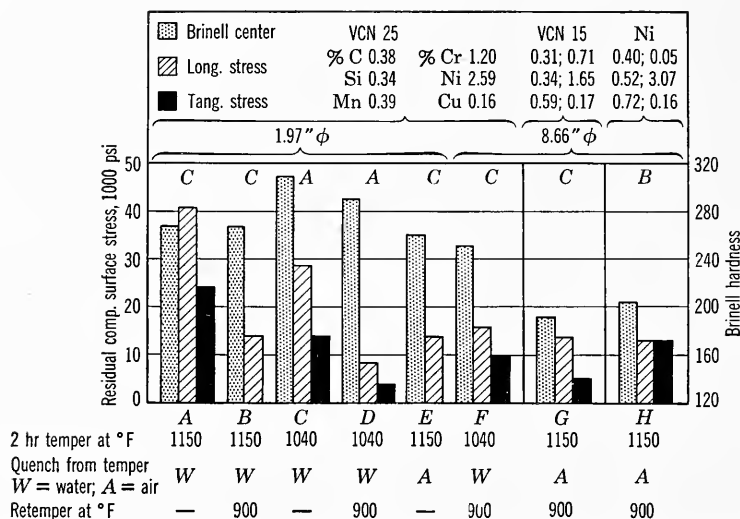 Brinell center VCN 25 VCN 15 Ni
% C 0.38 % Cr 1.20 0.31; 0.71 0.40; 0.05
Long. stress Si 0.34 Ni 2.59 0.34; 1.65 0.52; 3.07
Tang. stress Mn 0.39 Cu 0.16 0.59; 0.17 0.72; 0.16
1.97″ϕ 8.66″ϕ
Residual comp. surface stress, 1000 psi
50
40
30
20
10
0
C C A A C C C B
320
280
240
200
160
120
Brinell hardness
A B C D E F G H
2 hr temper at °F 1150 1150 1040 1040 1150 1040 1150 1150
Quench from temper
W = water; A = air W W W W A W A A
Retemper at °F — 900 — 900 — 900 900 900